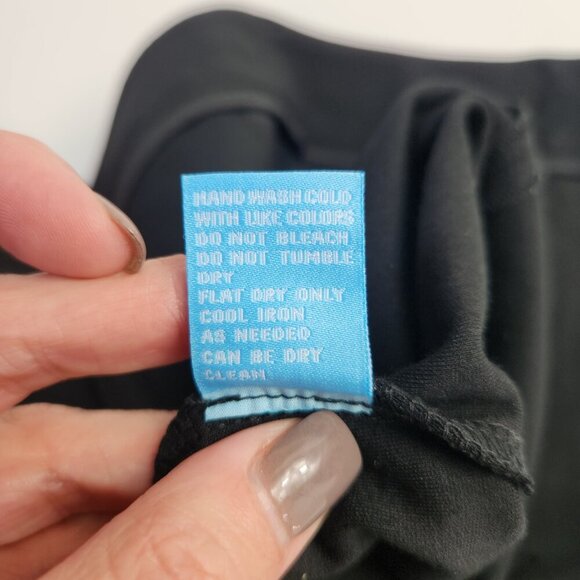 HAND WASH COLD
WITH LIKE COLORS
DO NOT BLEACH
DO NOT TUMBLE
DRY
FLAT DRY ONLY
COOL IRON
AS NEEDED
CAN BE DRY
CLEAN